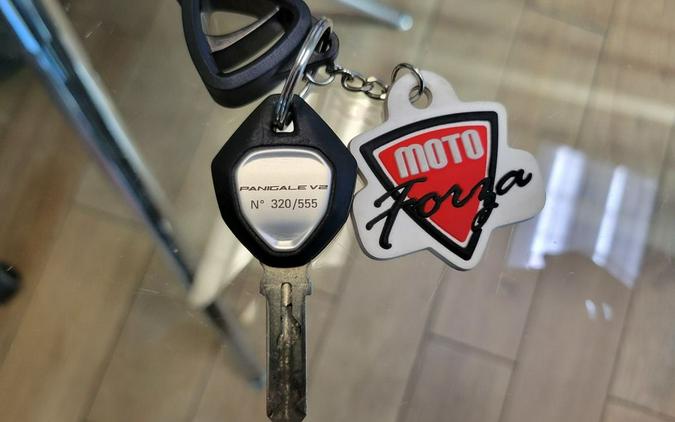 PANIGALE V2
N° 320/555
MOTO
Forza